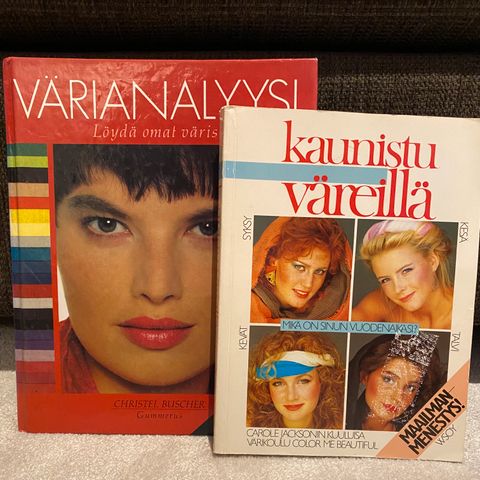 VÄRIANALYYSI
Löydä omat väris
CHRISTEL BUSCHER
Gummerus
kaunistu
väreillä
SYKSY
KESÄ
MIKÄ ON SINUN VUODENAIKASI?
KEVÄT
TALVI
CAROLE JACKSONIN KUULUISA
VÄRIKOULU COLOR ME BEAUTIFUL
MAAILMAN-
MENESTYS!
WSOY